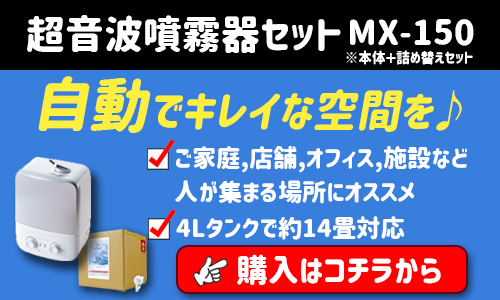 超音波噴霧器セット MX-150
※本体+詰め替えセット
自動でキレイな空間を♪
ご家庭,店舗,オフィス,施設など
人が集まる場所にオススメ
4Lタンクで約14畳対応
購入はコチラから